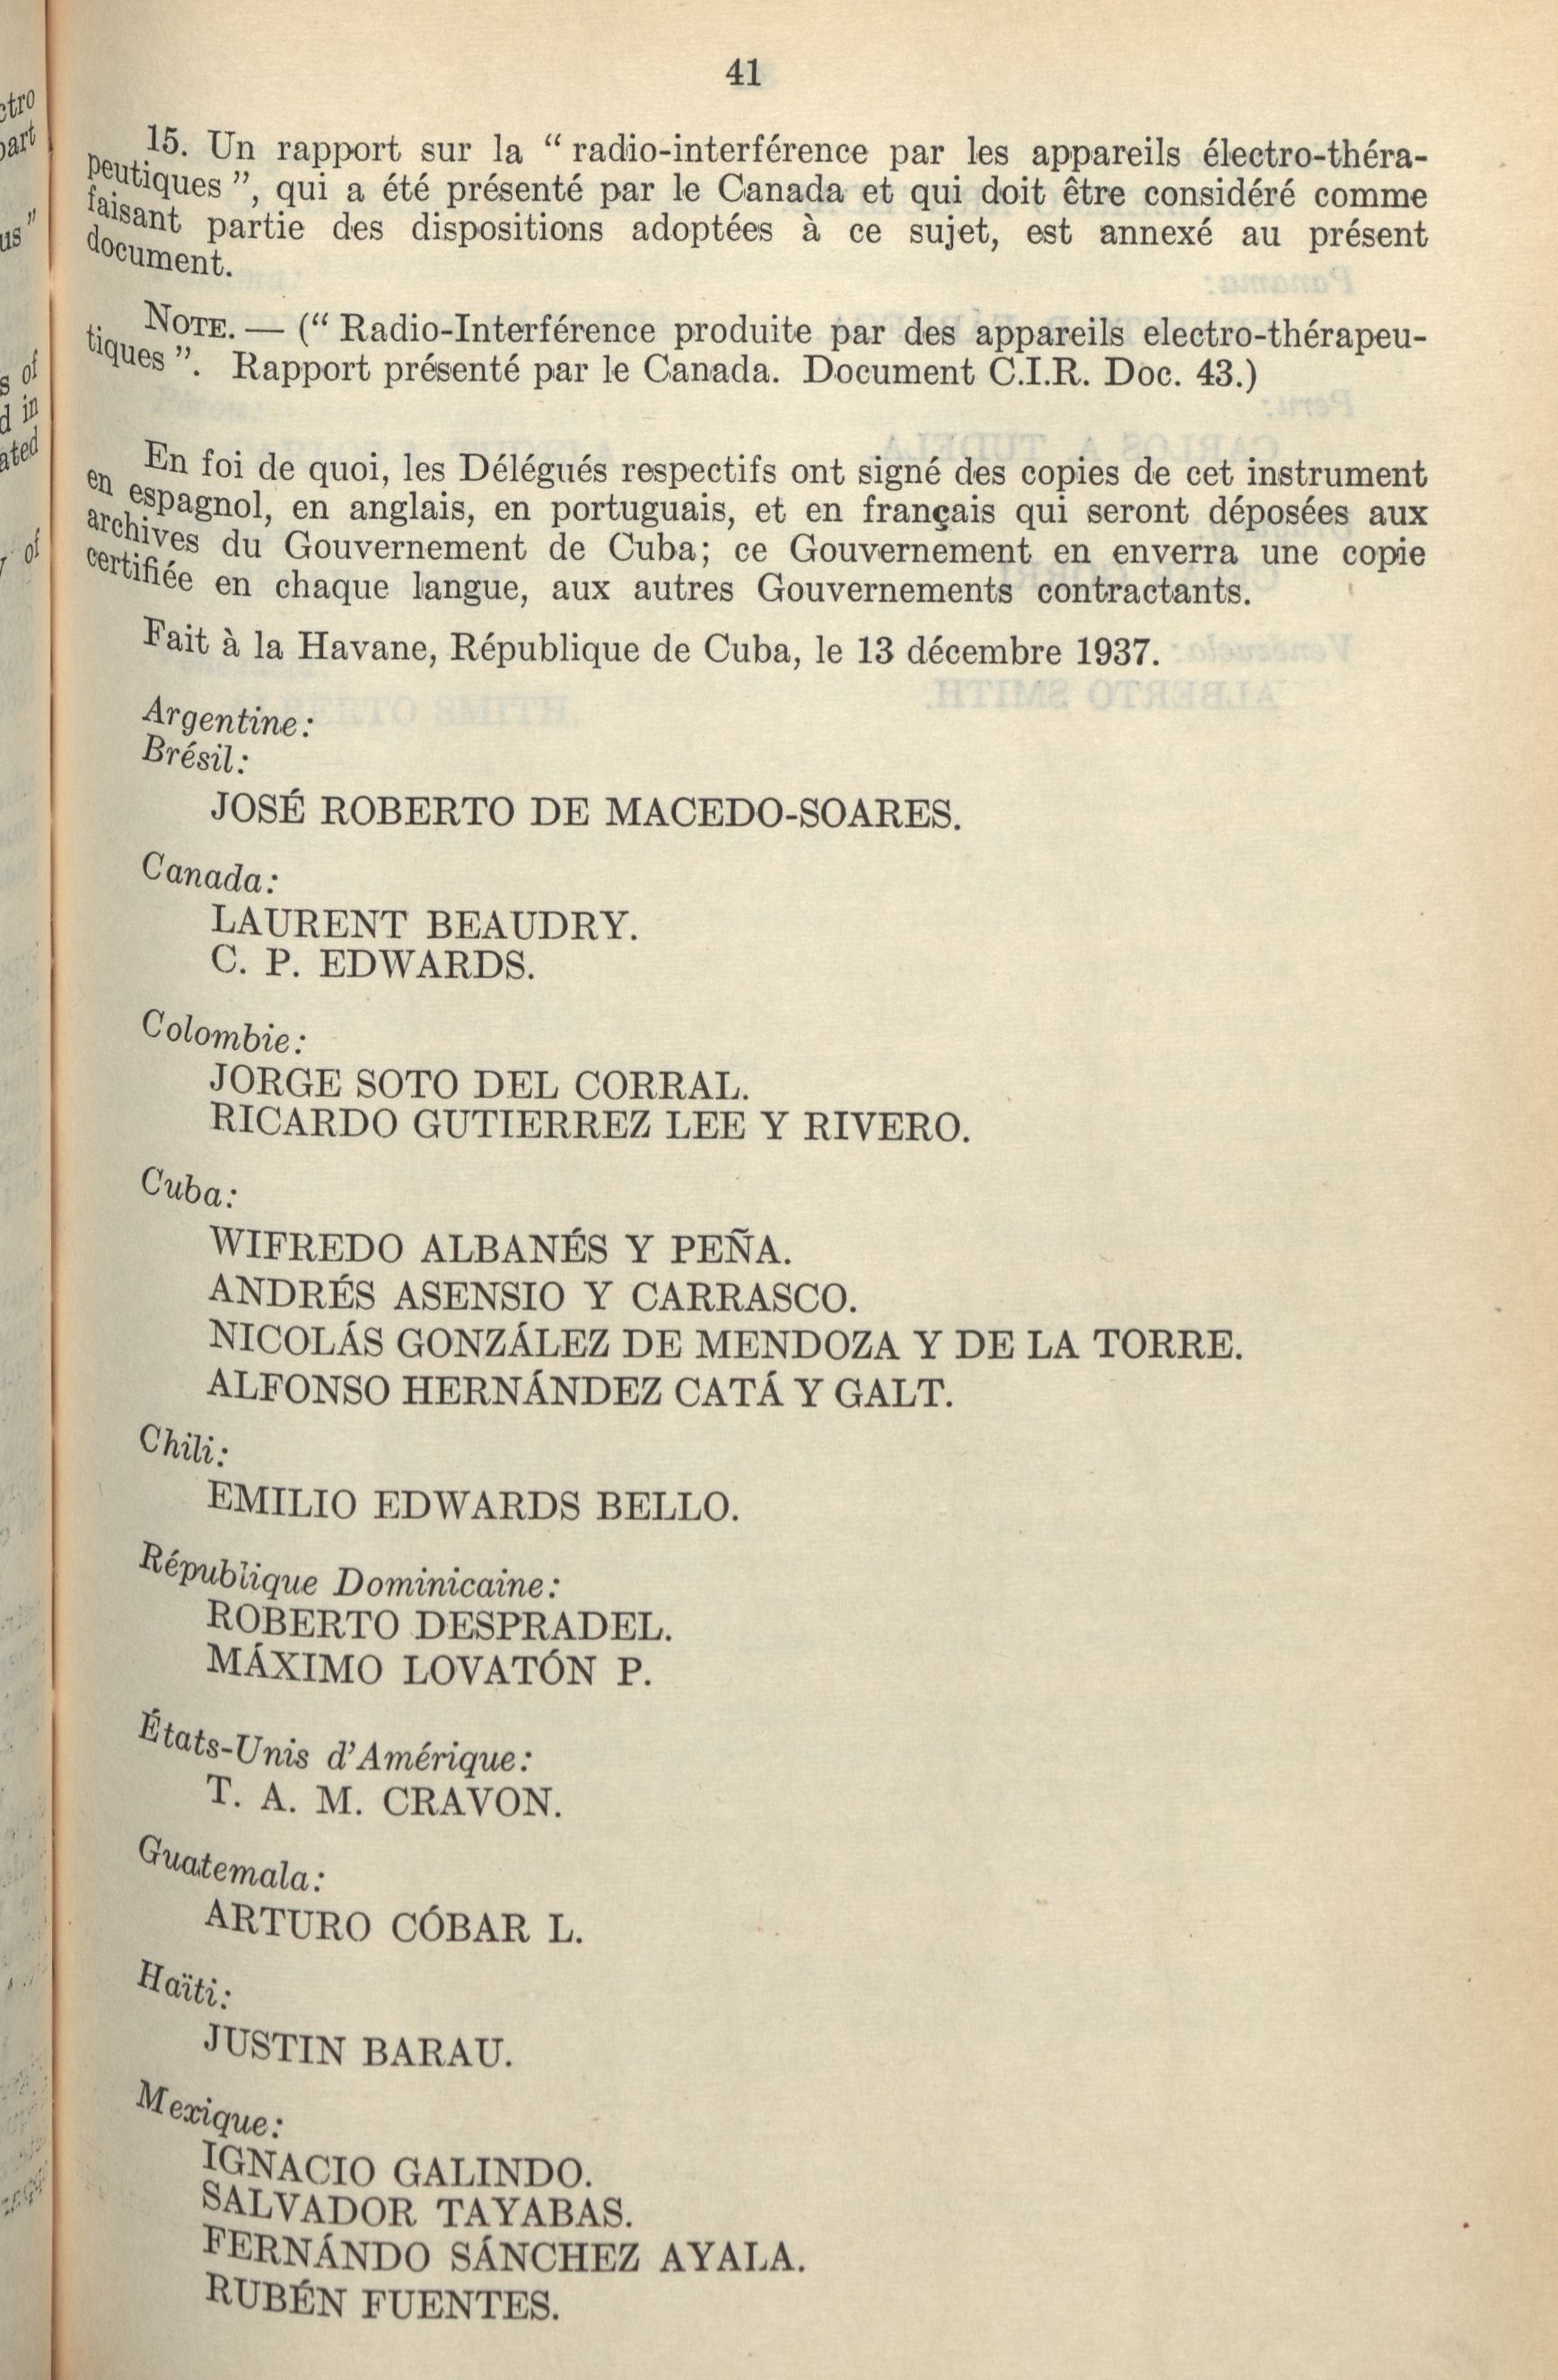 41
15. Un rapport sur la “ radio-interférence par les appareils électro-théra-
peutiques ”, qui a été présenté par le Canada et qui doit être considéré comme
faisant partie des dispositions adoptées à ce sujet, est annexé au présent
document.
NOTE. — (“ Radio-Interférence produite par des appareils electro-thérapeu-
tiques ”. Rapport présenté par le Canada. Document C.I.R. Doc. 43.)
En foi de quoi, les Délégués respectifs ont signé des copies de cet instrument
en espagnol, en anglais, en portuguais, et en français qui seront déposées aux
archives du Gouvernement de Cuba; ce Gouvernement en enverra une copie
certifiée en chaque langue, aux autres Gouvernements contractants.
Fait à la Havane, République de Cuba, le 13 décembre 1937.
Argentine:
Brésil:
JOSÉ ROBERTO DE MACEDO-SOARES.
Canada:
LAURENT BEAUDRY.
C. P. EDWARDS.
Colombie:
JORGE SOTO DEL CORRAL.
RICARDO GUTIERREZ LEE Y RIVERO.
Cuba:
WIFREDO ALBANÉS Y PEÑA.
ANDRÉS ASENSIO Y CARRASCO.
NICOLÁS GONZÁLEZ DE MENDOZA Y DE LA TORRE.
ALFONSO HERNÁNDEZ CATÁ Y GALT.
Chili:
EMILIO EDWARDS BELLO.
République Dominicaine:
ROBERTO DESPRADEL.
MÁXIMO LOVATÓN P.
États-Unis d’Amérique:
T. A. M. CRAVON.
Guatemala:
ARTURO CÓBAR L.
Haïti:
JUSTIN BARAU.
Mexique:
IGNACIO GALINDO.
SALVADOR TAYABAS.
FERNÁNDO SÁNCHEZ AYALA.
RUBÉN FUENTES.